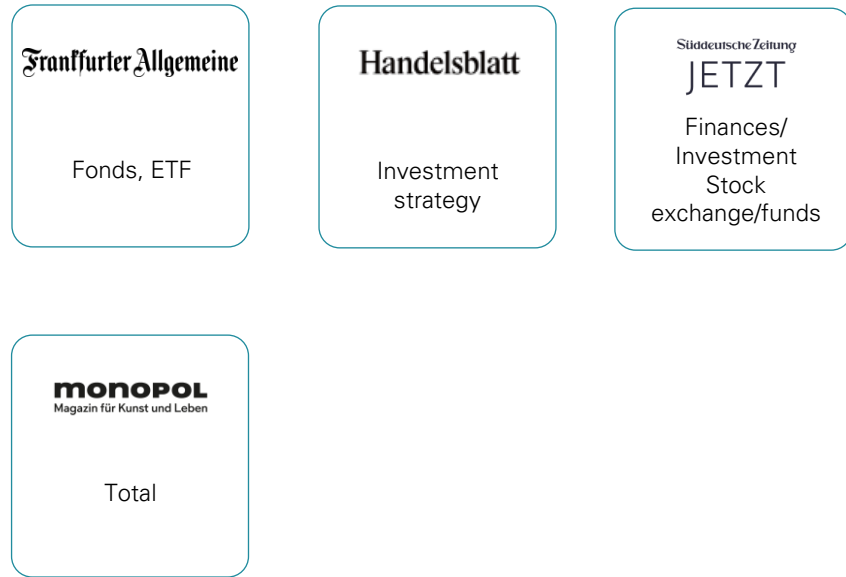 Frankfurter Allgemeine
Fonds, ETF
Handelsblatt
Investment
strategy
Süddeutsche Zeitung
JETZT
Finances/
Investment
Stock
exchange/funds
monopol
Magazin für Kunst und Leben
Total